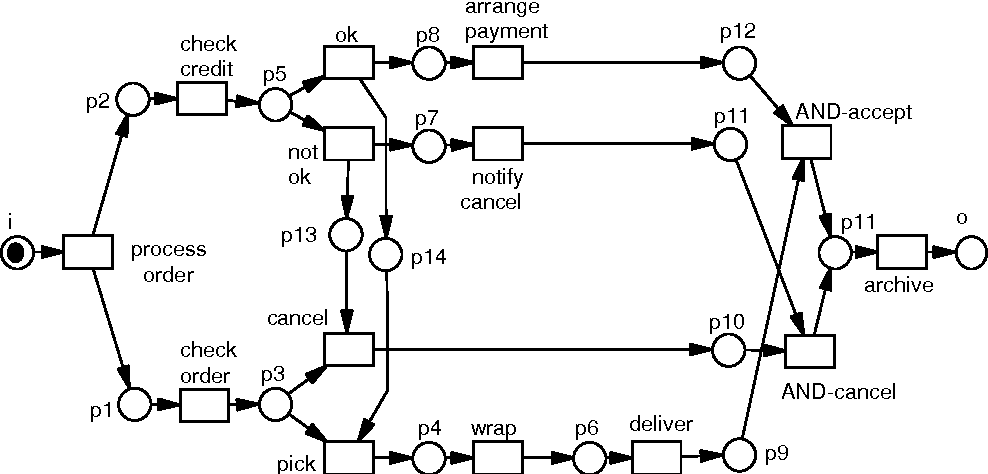 arrange
payment
check
credit
ok
p8
p12
p5
p2
p7
p11
AND-accept
not
ok
notify
cancel
i
p13
p14
p11
o
process
order
archive
cancel
p10
check
order
p3
p1
AND-cancel
p4
wrap
p6
deliver
p9
pick